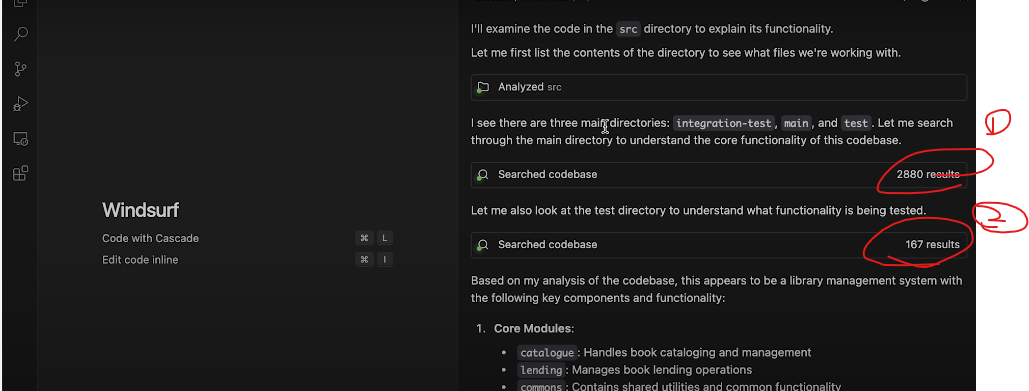 I'll examine the code in the src directory to explain its functionality.
Let me first list the contents of the directory to see what files we're working with.
Analyzed src
I see there are three main directories: integration-test, main, and test. Let me search
through the main directory to understand the core functionality of this codebase.
1
Searched codebase 2880 results
Let me also look at the test directory to understand what functionality is being tested.
2
Searched codebase 167 results
Based on my analysis of the codebase, this appears to be a library management system with
the following key components and functionality:
1. Core Modules:
• catalogue: Handles book cataloging and management
• lending: Manages book lending operations
• commons: Contains shared utilities and common functionality
Windsurf
Code with Cascade ⌘ L
Edit code inline ⌘ I